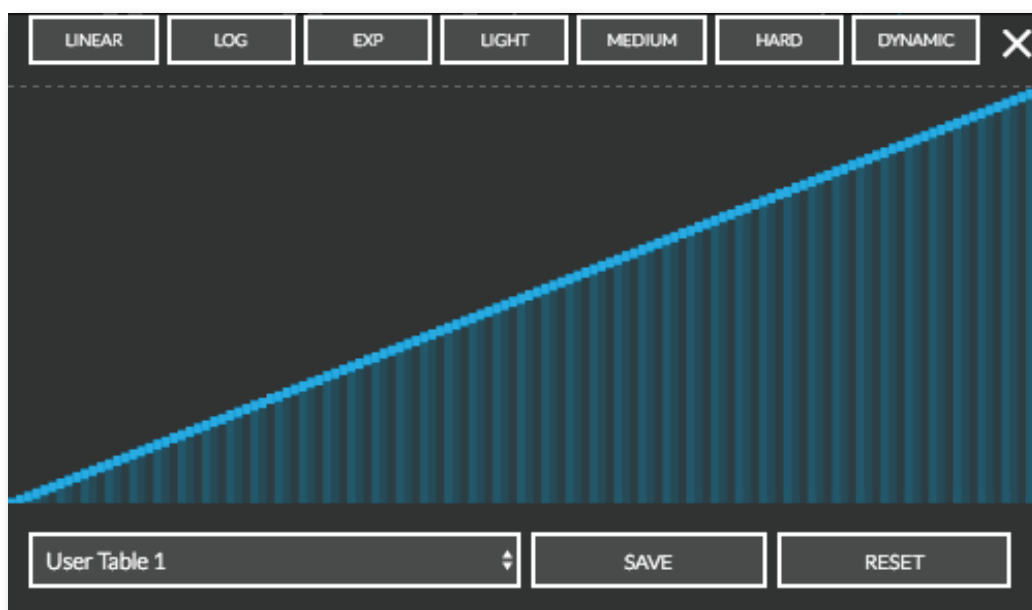 LINEAR LOG EXP LIGHT MEDIUM HARD DYNAMIC
User Table 1 SAVE RESET